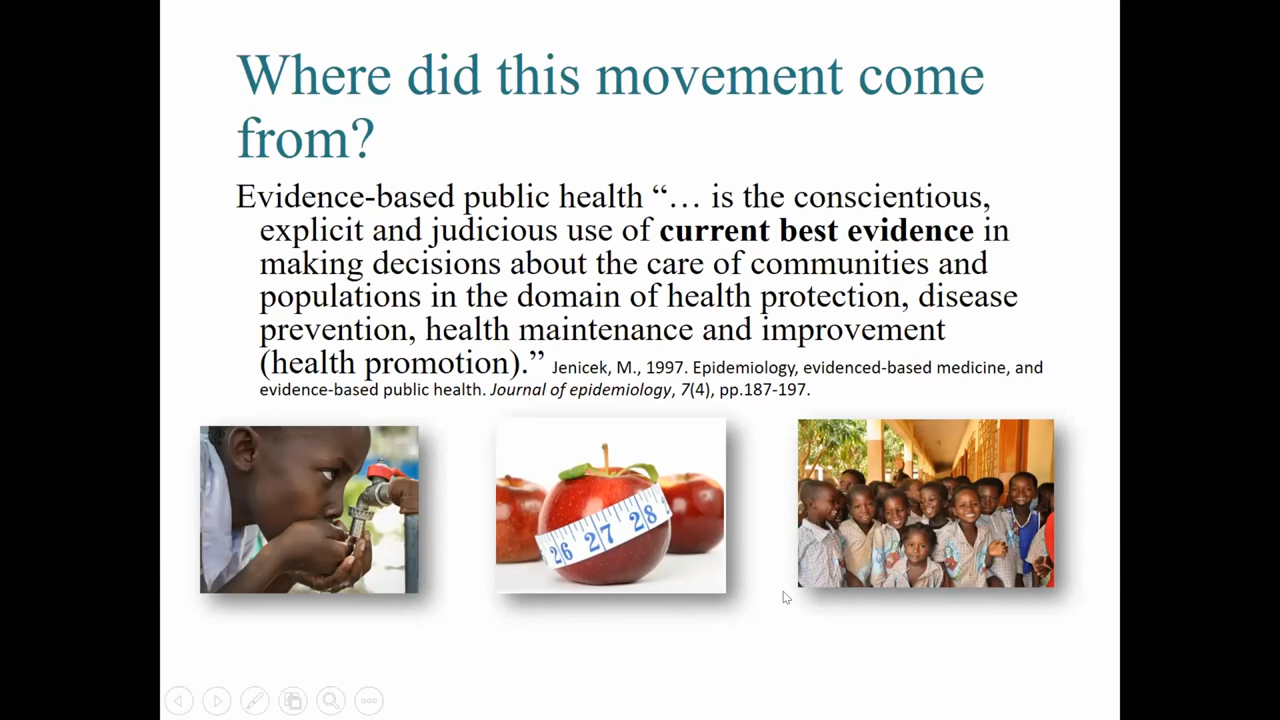 Where did this movement come
from?
Evidence-based public health “… is the conscientious,
explicit and judicious use of current best evidence in
making decisions about the care of communities and
populations in the domain of health protection, disease
prevention, health maintenance and improvement
(health promotion).” Jenicek, M., 1997. Epidemiology, evidenced-based medicine, and
evidence-based public health. Journal of epidemiology, 7(4), pp.187-197.
26 27 28